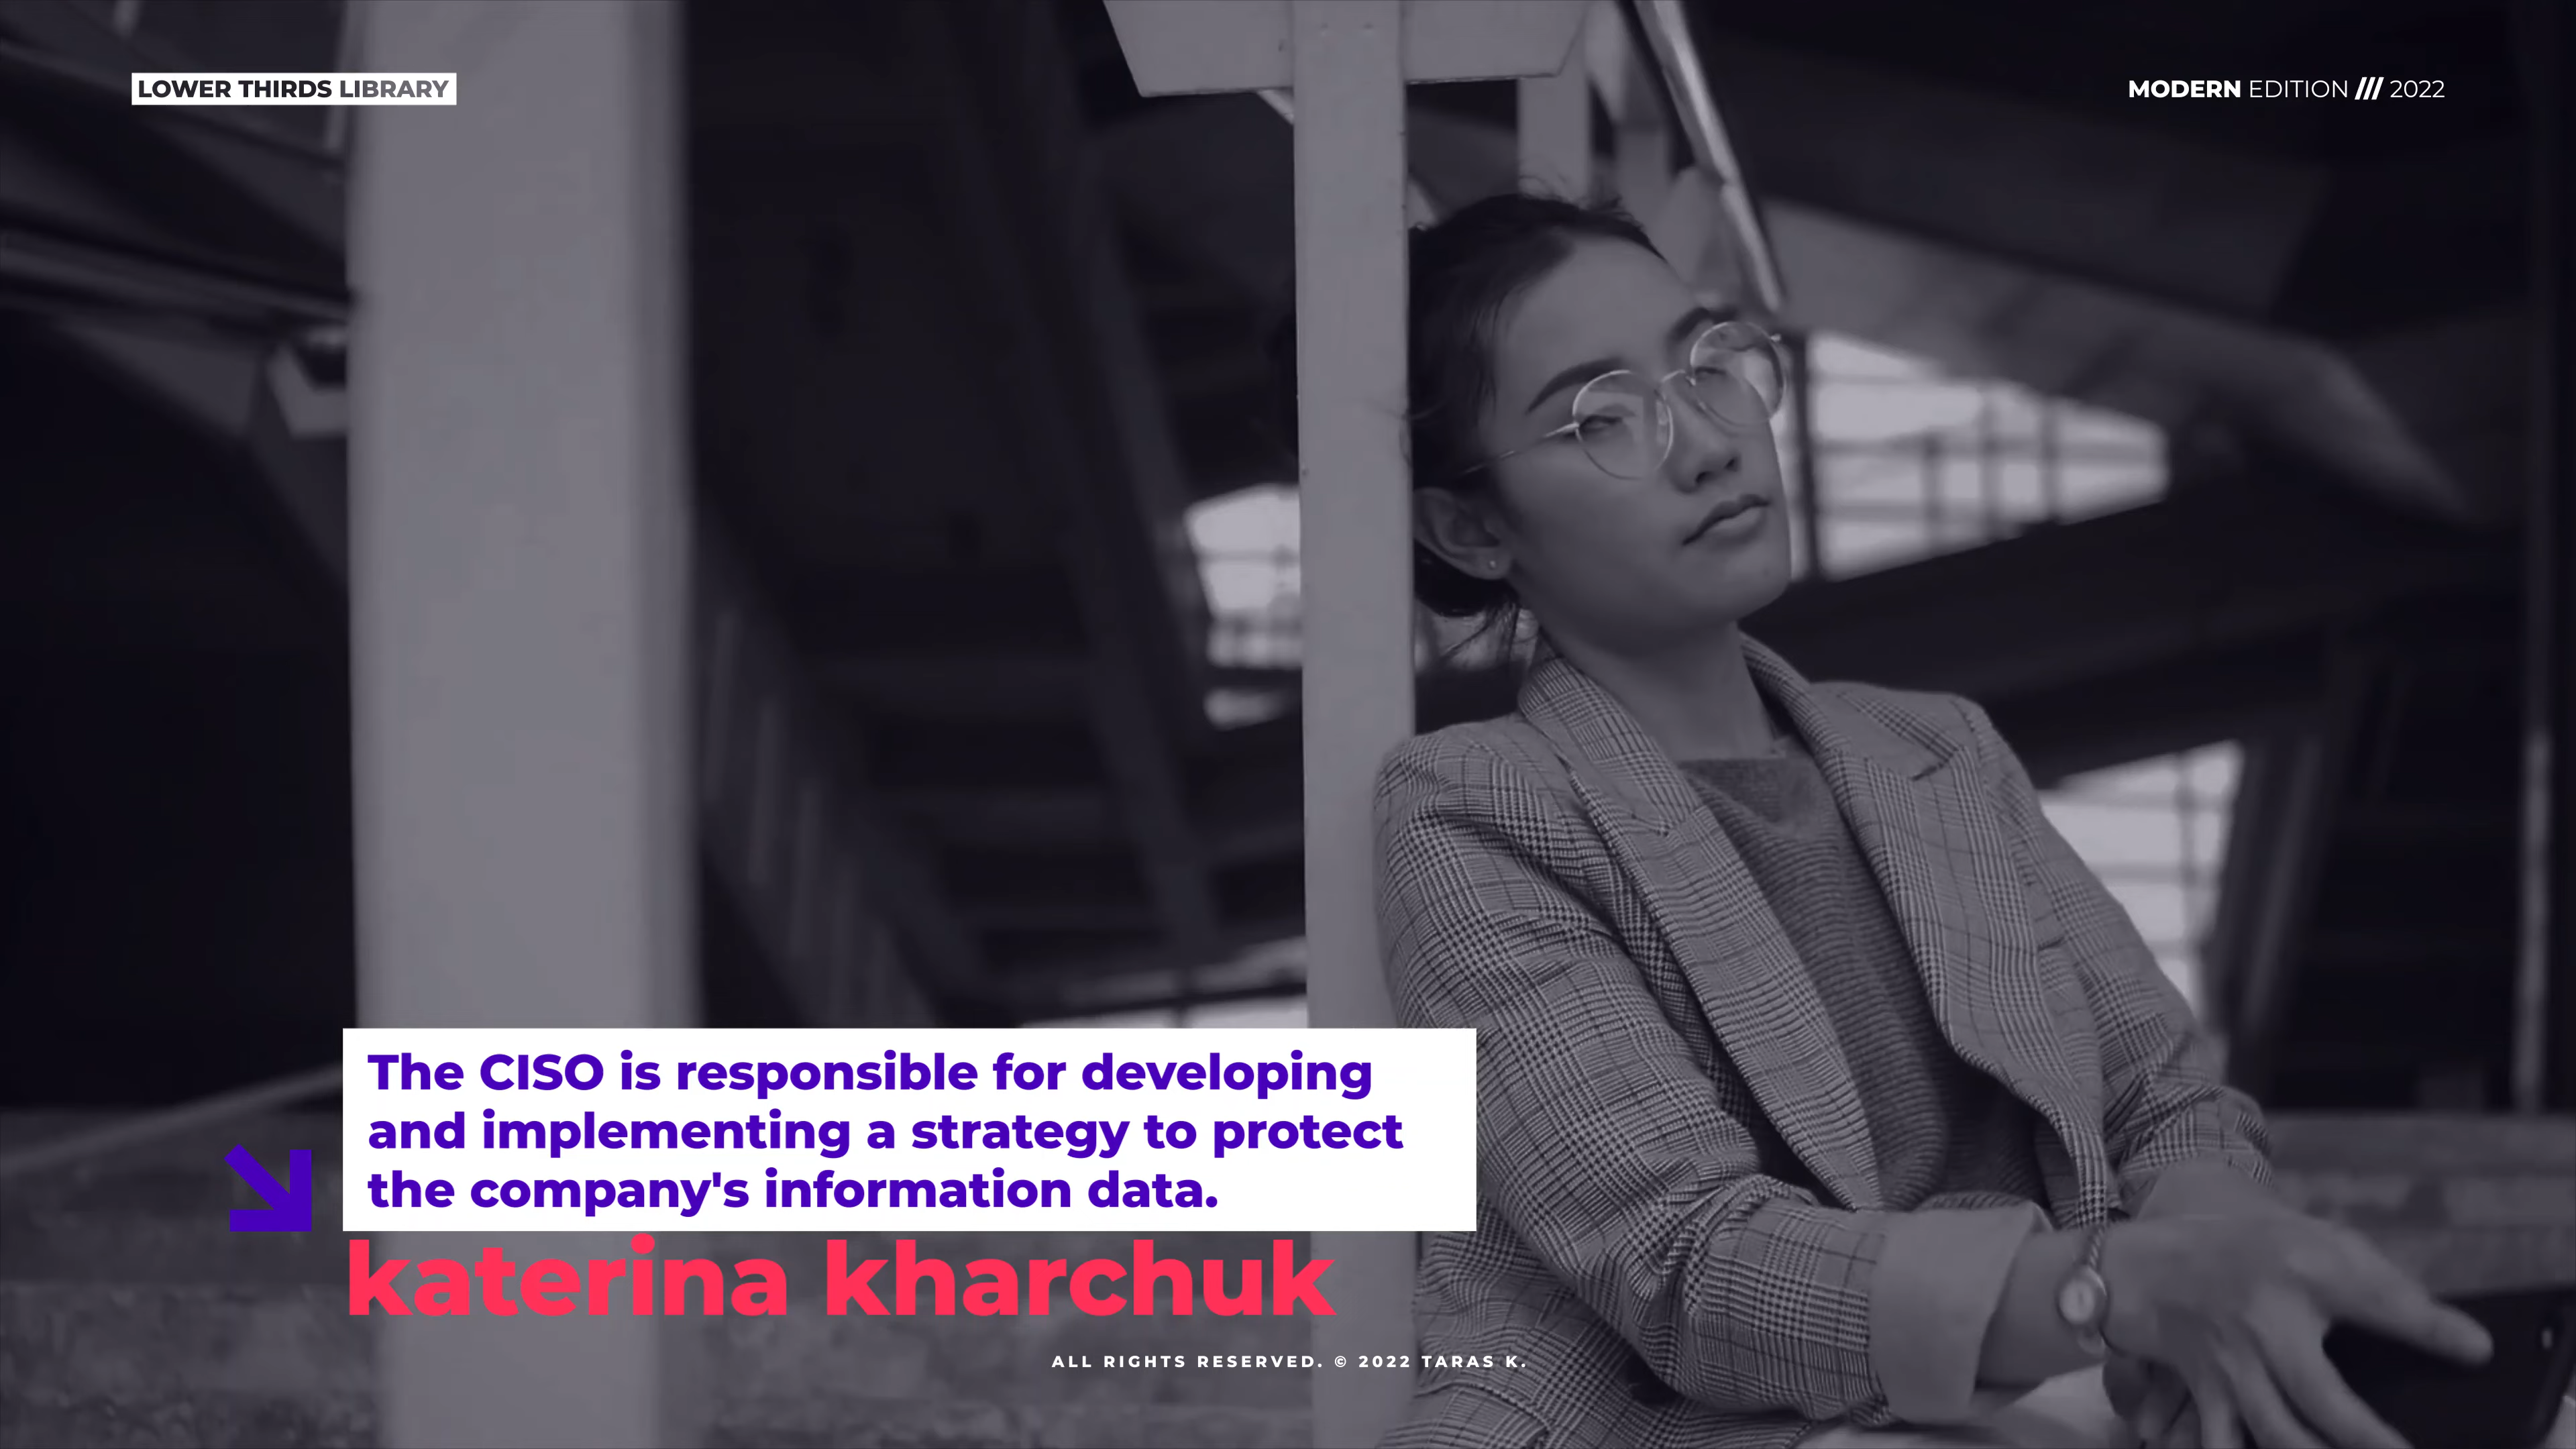 LOWER THIRDS LIBRARY
MODERN EDITION /// 2022
The CISO is responsible for developing
and implementing a strategy to protect
the company's information data.
katerina kharchuk
ALL RIGHTS RESERVED. © 2022 TARAS K.